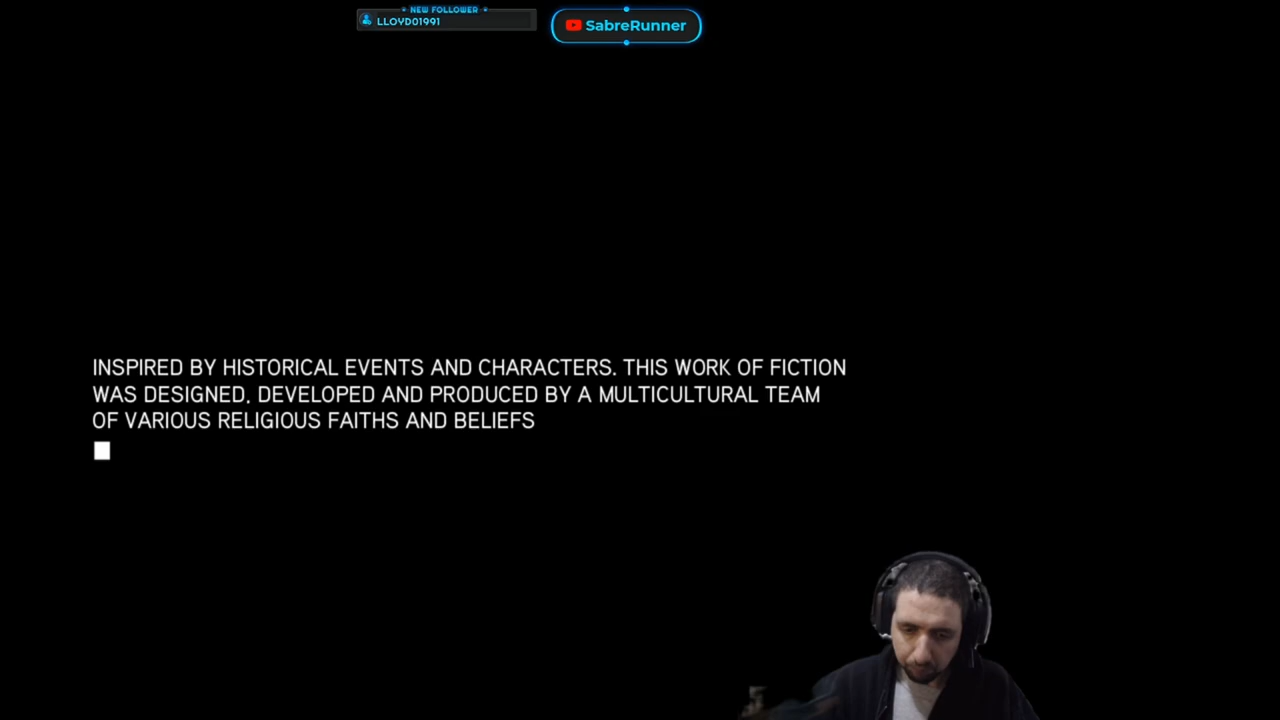 NEW FOLLOWER
LLOYD01991
SabreRunner
INSPIRED BY HISTORICAL EVENTS AND CHARACTERS. THIS WORK OF FICTION
WAS DESIGNED, DEVELOPED AND PRODUCED BY A MULTICULTURAL TEAM
OF VARIOUS RELIGIOUS FAITHS AND BELIEFS